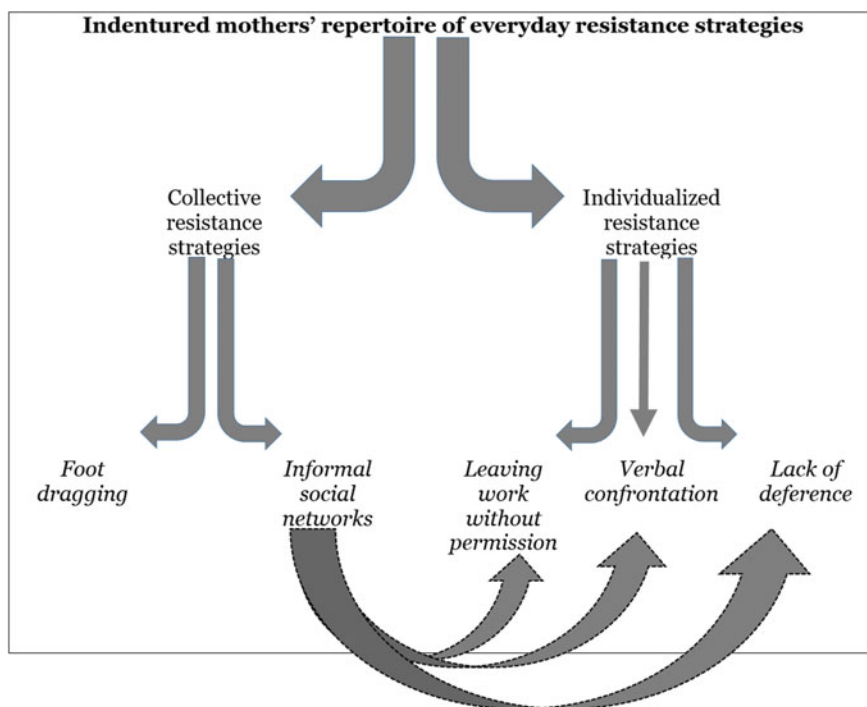 Indentured mothers’ repertoire of everyday resistance strategies
Collective
resistance
strategies
Individualized
resistance
strategies
Foot
dragging
Informal
social
networks
Leaving
work
without
permission
Verbal
confrontation
Lack of
deference